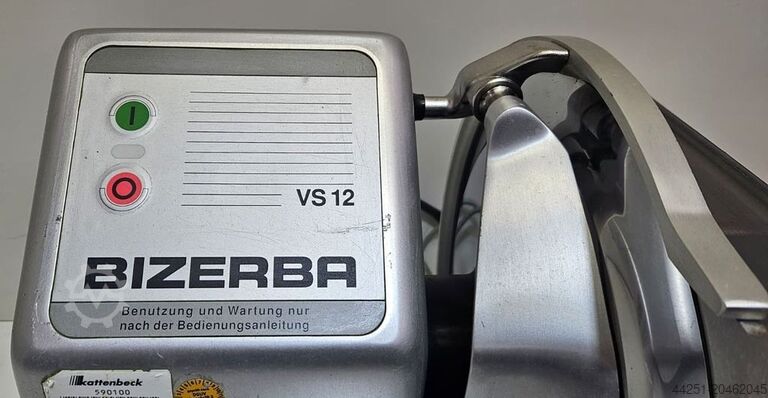 I
O
VS 12
BIZERBA
Benutzung und Wartung nur
nach der Bedienungsanleitung
kattenbeck
590100
44251-20462045